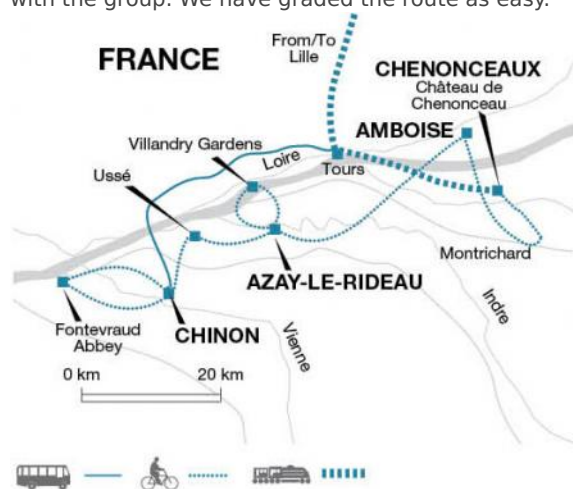 with the group. We have graded the route as easy.
FRANCE
From/To
Lille
CHENONCEAUX
Château de
Chenonceau
AMBOISE
Villandry Gardens
Loire
Tours
Ussé
Montrichard
AZAY-LE-RIDEAU
Indre
Fontevraud
Abbey
CHINON
Vienne
0 km 20 km